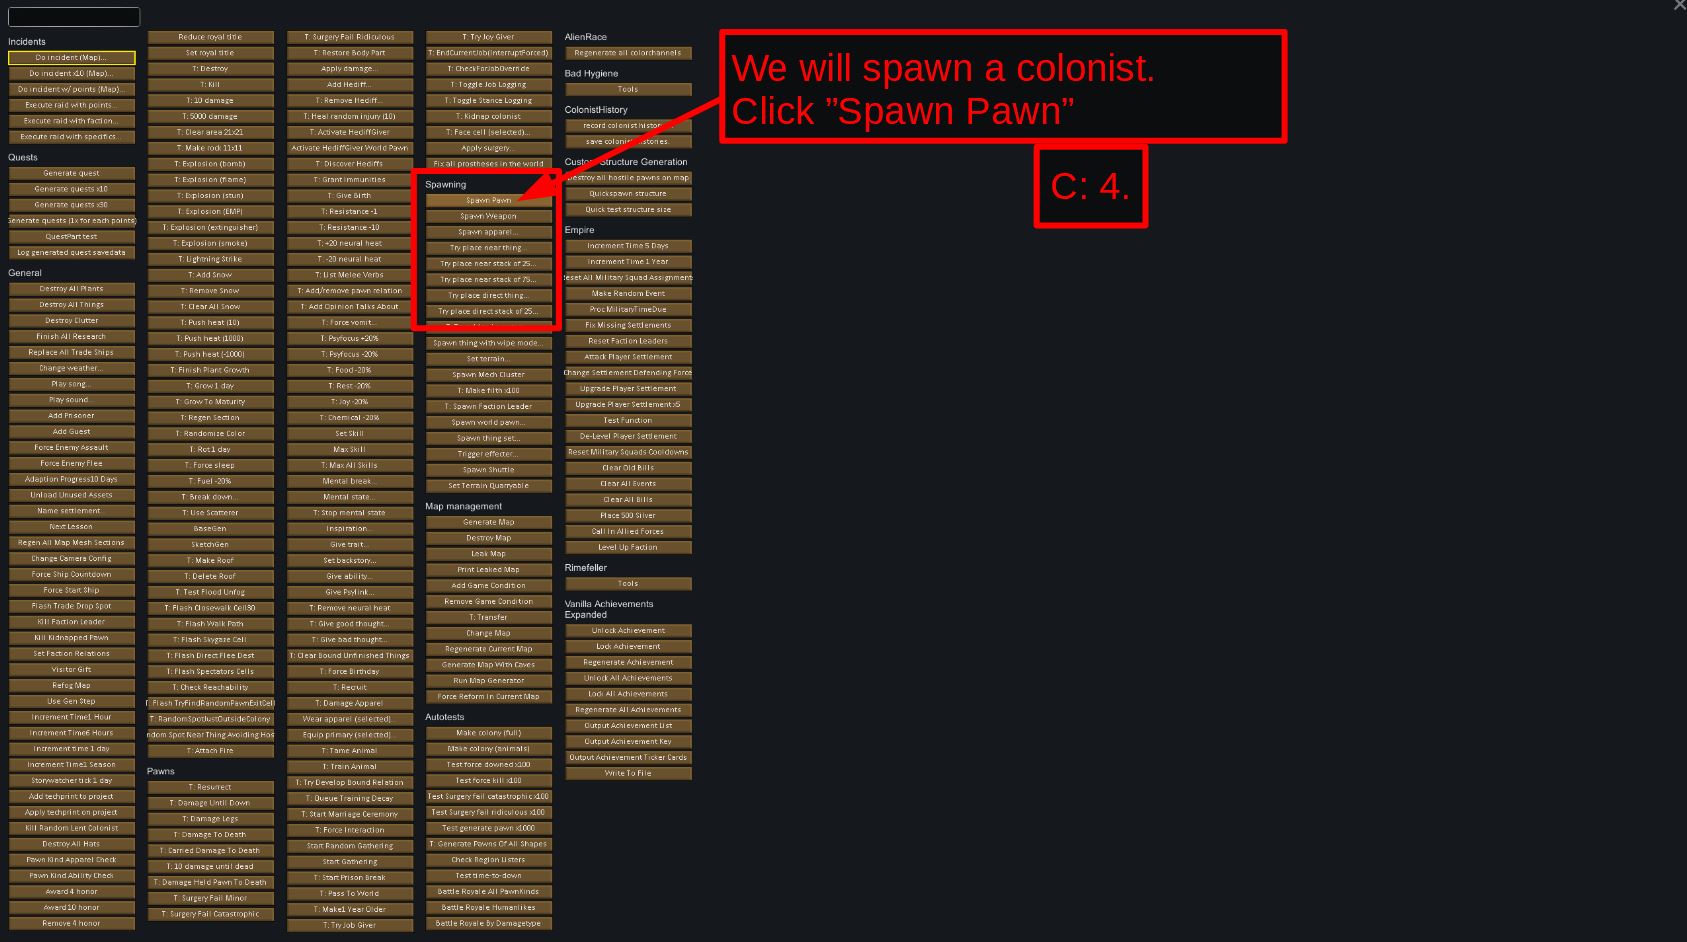 Incidents
Do incident (Map)...
Do incident x10 (Map)...
Do incident w/ points (Map)...
Execute raid with points...
Execute raid with faction...
Execute raid with specifics...
Quests
Generate quest
Generate quests x10
Generate quests x30
Generate quests (1x for each points)
QuestPart test
Log generated quest savedata
General
Destroy All Plants
Destroy All Things
Destroy Clutter
Finish All Research
Replace All Trade Ships
Change weather...
Play song...
Play sound...
Add Prisoner
Add Guest
Force Enemy Assault
Force Enemy Flee
Adaption Progress10 Days
Unload Unused Assets
Name settlement...
Next Lesson
Regen All Map Mesh Sections
Change Camera Config
Force Ship Countdown
Force Start Ship
Flash Trade Drop Spot
Kill Faction Leader
Kill Kidnapped Pawn
Set Faction Relations
Visitor Gift
Refog Map
Use Gen Step
Increment Time1 Hour
Increment Time6 Hours
Increment time 1 day
Increment Time1 Season
Storywatcher tick 1 day
Add techprint to project
Apply techprint on project
Kill Random Lent Colonist
Destroy All Hats
Pawn Kind Apparel Check
Pawn Kind Ability Check
Award 4 honor
Award 10 honor
Remove 4 honor
Reduce royal title
Set royal title
T: Destroy
T: Kill
T: 10 damage
T: 5000 damage
T: Clear area 21x21
T: Make rock 11x11
T: Explosion (bomb)
T: Explosion (flame)
T: Explosion (stun)
T: Explosion (EMP)
T: Explosion (extinguisher)
T: Explosion (smoke)
T: Lightning Strike
T: Add Snow
T: Remove Snow
T: Clear All Snow
T: Push heat (10)
T: Push heat (1000)
T: Push heat (-1000)
T: Finish Plant Growth
T: Grow 1 day
T: Grow To Maturity
T: Regen Section
T: Randomize Color
T: Rot 1 day
T: Force sleep
T: Fuel -20%
T: Break down...
T: Use Scatterer
BaseGen
SketchGen
T: Make Roof
T: Delete Roof
T: Test Flood Unfog
T: Flash Closewalk Cell30
T: Flash Walk Path
T: Flash Skygaze Cell
T: Flash Direct Flee Dest
T: Flash Spectators Cells
T: Check Reachability
T: Flash TryFindRandomPawnExitCell
T: RandomSpotJustOutsideColony
ndom Spot Near Thing Avoiding Hos
T: Attach Fire
Pawns
T: Resurrect
T: Damage Until Down
T: Damage Legs
T: Damage To Death
T: Carried Damage To Death
T: 10 damage until dead
T: Damage Held Pawn To Death
T: Surgery Fail Minor
T: Surgery Fail Catastrophic
T: Surgery Fail Ridiculous
T: Restore Body Part
Apply damage...
Add Hediff...
T: Remove Hediff...
T: Heal random injury (10)
T: Activate HediffGiver
Activate HediffGiver World Pawn
T: Discover Hediffs
T: Grant Immunities
T: Give Birth
T: Resistance -1
T: Resistance -10
T: +20 neural heat
T: -20 neural heat
T: List Melee Verbs
T: Add/remove pawn relation
T: Add Opinion Talks About
T: Force vomit...
T: Psyfocus +20%
T: Psyfocus -20%
T: Food -20%
T: Rest -20%
T: Joy -20%
T: Chemical -20%
Set Skill
Max Skill
T: Max All Skills
Mental break...
Mental state...
T: Stop mental state
Inspiration...
Give trait...
Set backstory...
Give ability...
Give Psylink...
T: Remove neural heat
T: Give good thought...
T: Give bad thought...
T: Clear Bound Unfinished Things
T: Force Birthday
T: Recruit
T: Damage Apparel
Wear apparel (selected)...
Equip primary (selected)...
T: Tame Animal
T: Train Animal
T: Try Develop Bound Relation
T: Queue Training Decay
T: Start Marriage Ceremony
T: Force Interaction
Start Random Gathering
Start Gathering
T: Start Prison Break
T: Pass To World
T: Make1 Year Older
T: Try Job Giver
T: Try Joy Giver
T: EndCurrentJob(InterruptForced)
T: CheckForJobOverride
T: Toggle Job Logging
T: Toggle Stance Logging
T: Kidnap colonist
T: Face cell (selected)...
Apply surgery...
Fix all prostheses in the world
Spawning
Spawn Pawn
Spawn Weapon
Spawn apparel...
Try place near thing...
Try place near stack of 25...
Try place near stack of 75...
Try place direct thing...
Try place direct stack of 25...
Spawn thing with wipe mode...
Set terrain...
Spawn Mech Cluster
T: Make filth x100
T: Spawn Faction Leader
Spawn world pawn...
Spawn thing set...
Trigger effecter...
Spawn Shuttle
Set Terrain Quarryable
Map management
Generate Map
Destroy Map
Leak Map
Print Leaked Map
Add Game Condition
Remove Game Condition
T: Transfer
Change Map
Regenerate Current Map
Generate Map With Caves
Run Map Generator
Force Reform In Current Map
Autotests
Make colony (full)
Make colony (animals)
Test force downed x100
Test force kill x100
Test Surgery fail catastrophic x100
Test Surgery fail ridiculous x100
Test generate pawn x1000
T: Generate Pawns Of All Shapes
Check Region Listers
Test time-to-down
Battle Royale All PawnKinds
Battle Royale Humanlikes
Battle Royale By Damagetype
AlienRace
Regenerate all colorchannels
Bad Hygiene
Tools
ColonistHistory
record colonist histor
save coloni histories.
Custo Structure Generation
Destroy all hostile pawns on map
Quickspawn structure
Quick test structure size
Empire
Increment Time 5 Days
Increment Time 1 Year
eset All Military Squad Assignment
Make Random Event
Proc MilitaryTimeDue
Fix Missing Settlements
Reset Faction Leaders
Attack Player Settlement
Change Settlement Defending Force
Upgrade Player Settlement
Upgrade Player Settlement x5
Test Function
De-Level Player Settlement
Reset Military Squads Cooldowns
Clear Old Bills
Clear All Events
Clear All Bills
Place 500 Silver
Call In Allied Forces
Level Up Faction
Rimefeller
Tools
Vanilla Achievements
Expanded
Unlock Achievement
Lock Achievement
Regenerate Achievement
Unlock All Achievements
Lock All Achievements
Regenerate All Achievements
Output Achievement List
Output Achievement Key
Output Achievement Ticker Cards
Write To File
We will spawn a colonist.
Click ”Spawn Pawn”
C: 4.